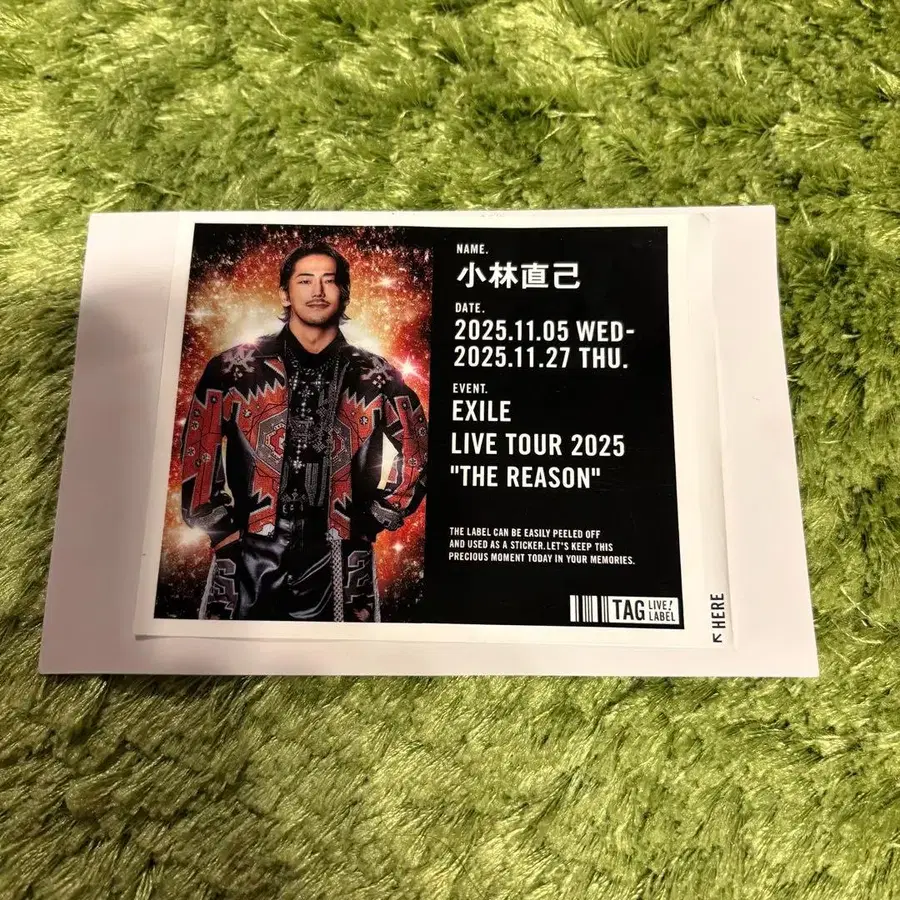 NAME.
小林直己
DATE.
2025.11.05 WED-
2025.11.27 THU.
EVENT.
EXILE
LIVE TOUR 2025
"THE REASON"
THE LABEL CAN BE EASILY PEELED OFF
AND USED AS A STICKER.LET'S KEEP THIS
PRECIOUS MOMENT TODAY IN YOUR MEMORIES.
TAG LIVE!
LABEL
↖ HERE